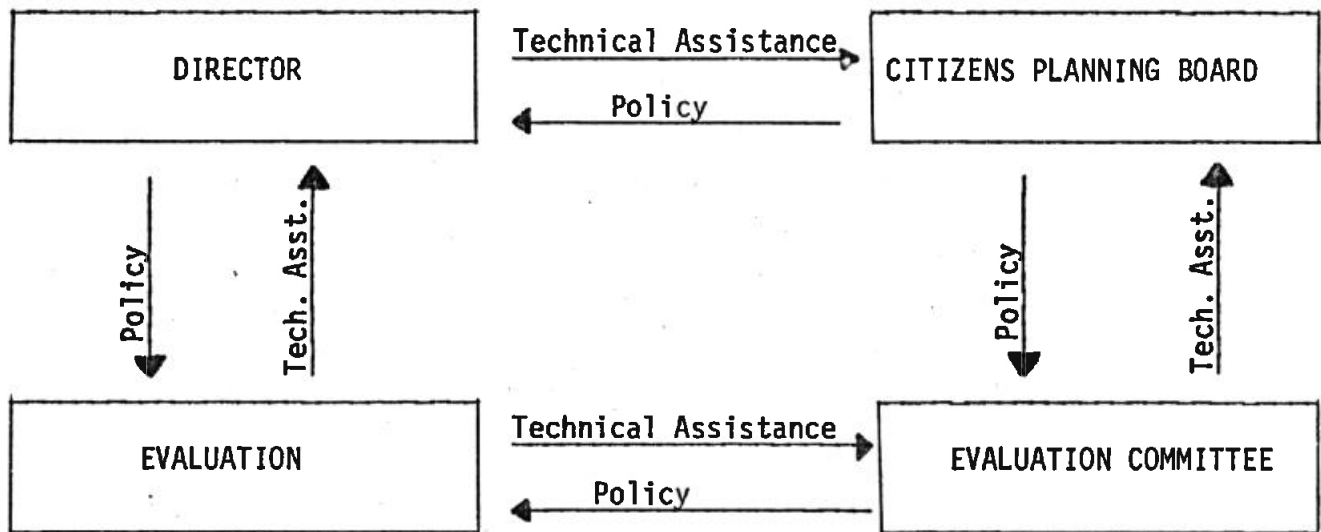 Technical Assistance
DIRECTOR
CITIZENS PLANNING BOARD
Policy
Policy
Tech. Asst.
Policy
Tech. Asst.
Technical Assistance
EVALUATION
EVALUATION COMMITTEE
Policy